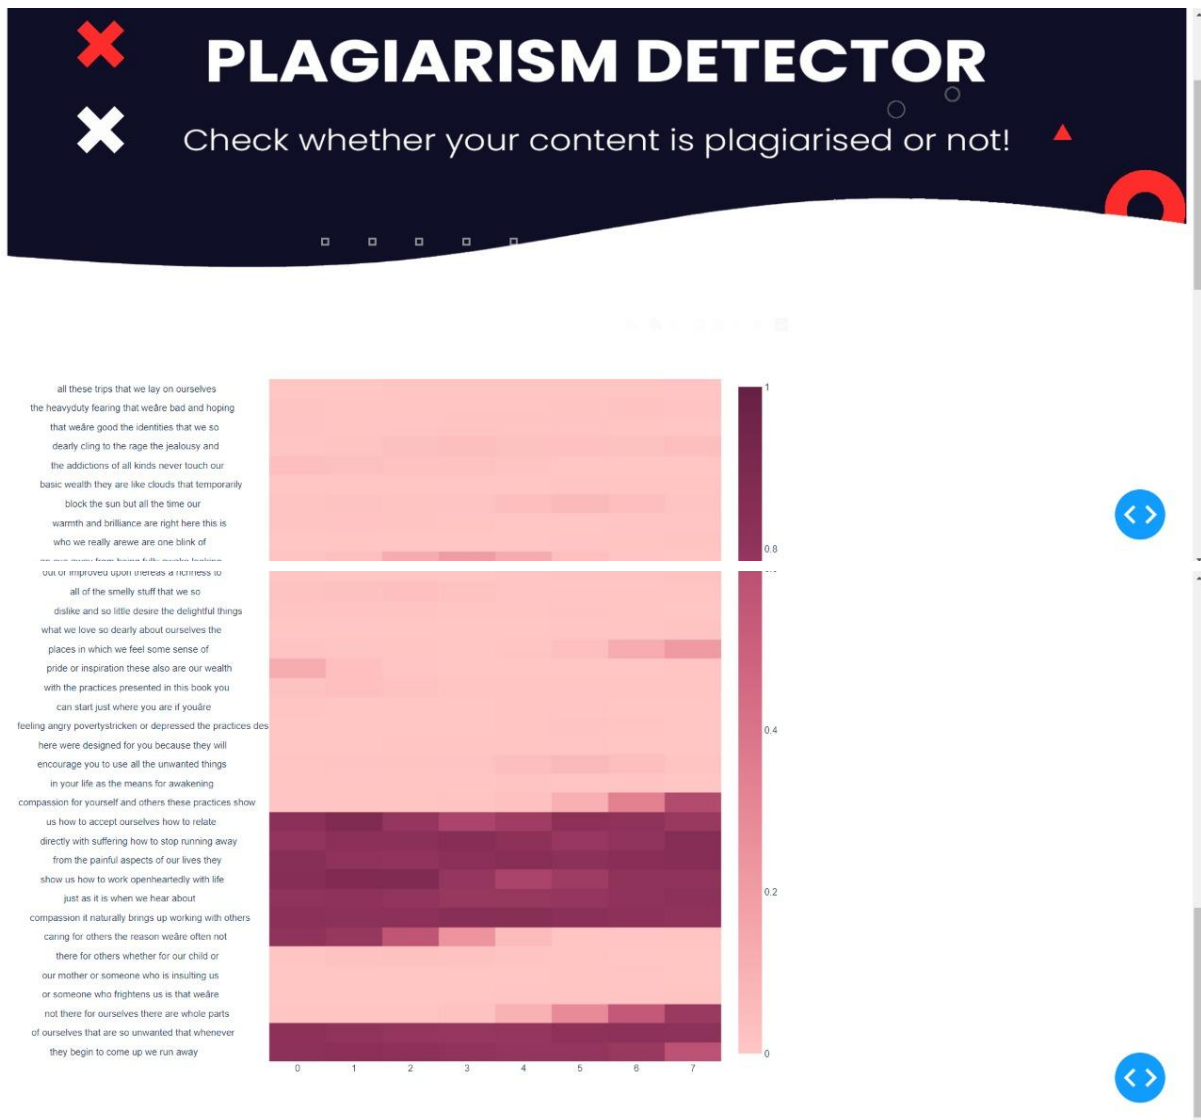 PLAGIARISM DETECTOR
Check whether your content is plagiarised or not!
all these trips that we lay on ourselves
the heavyduty fearing that weâre bad and hoping
that weâre good the identities that we so
dearly cling to the rage the jealousy and
the addictions of all kinds never touch our
basic wealth they are like clouds that temporarily
block the sun but all the time our
warmth and brilliance are right here this is
who we really arewe are one blink of
out of improved upon thereas a richness to
all of the smelly stuff that we so
dislike and so little desire the delightful things
what we love so dearly about ourselves the
places in which we feel some sense of
pride or inspiration these also are our wealth
with the practices presented in this book you
can start just where you are if youâre
feeling angry povertystricken or depressed the practices des
here were designed for you because they will
encourage you to use all the unwanted things
in your life as the means for awakening
compassion for yourself and others these practices show
us how to accept ourselves how to relate
directly with suffering how to stop running away
from the painful aspects of our lives they
show us how to work openheartedly with life
just as it is when we hear about
compassion it naturally brings up working with others
caring for others the reason weâre often not
there for others whether for our child or
our mother or someone who is insulting us
or someone who frightens us is that weâre
not there for ourselves there are whole parts
of ourselves that are so unwanted that whenever
they begin to come up we run away
0 1 2 3 4 5 6 7
1
0.8
0.4
0.2
0